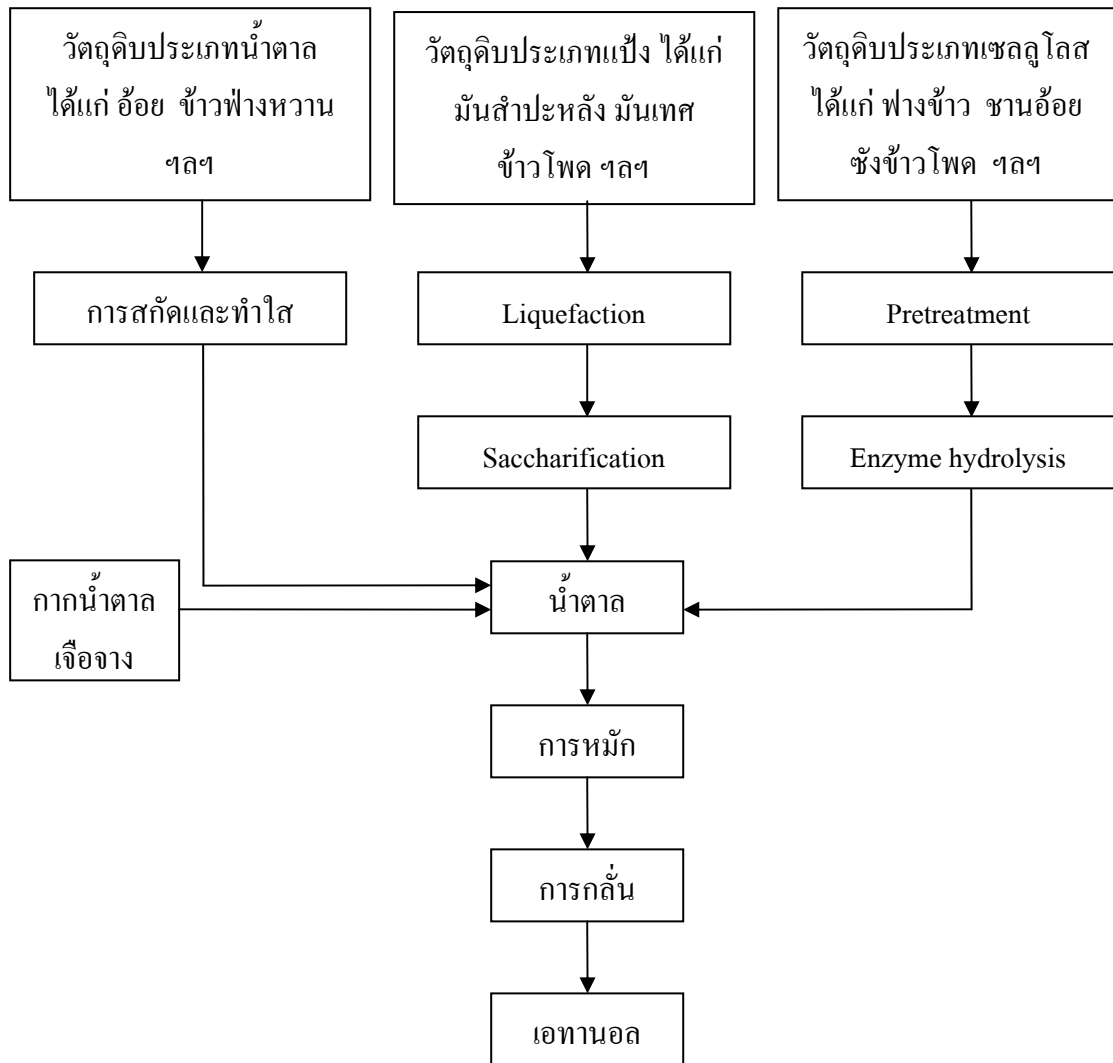 วัตถุดิบประเภทน้ำตาล
ได้แก่ อ้อย ข้าวฟ่างหวาน
ฯลฯ
วัตถุดิบประเภทแป้ง ได้แก่
มันสำปะหลัง มันเทศ
ข้าวโพด ฯลฯ
วัตถุดิบประเภทเซลลูโลส
ได้แก่ ฟางข้าว ชานอ้อย
ซังข้าวโพด ฯลฯ
การสกัดและทำใส
Liquefaction
Pretreatment
Saccharification
Enzyme hydrolysis
กากน้ำตาล
เจือจาง
น้ำตาล
การหมัก
การกลั่น
เอทานอล